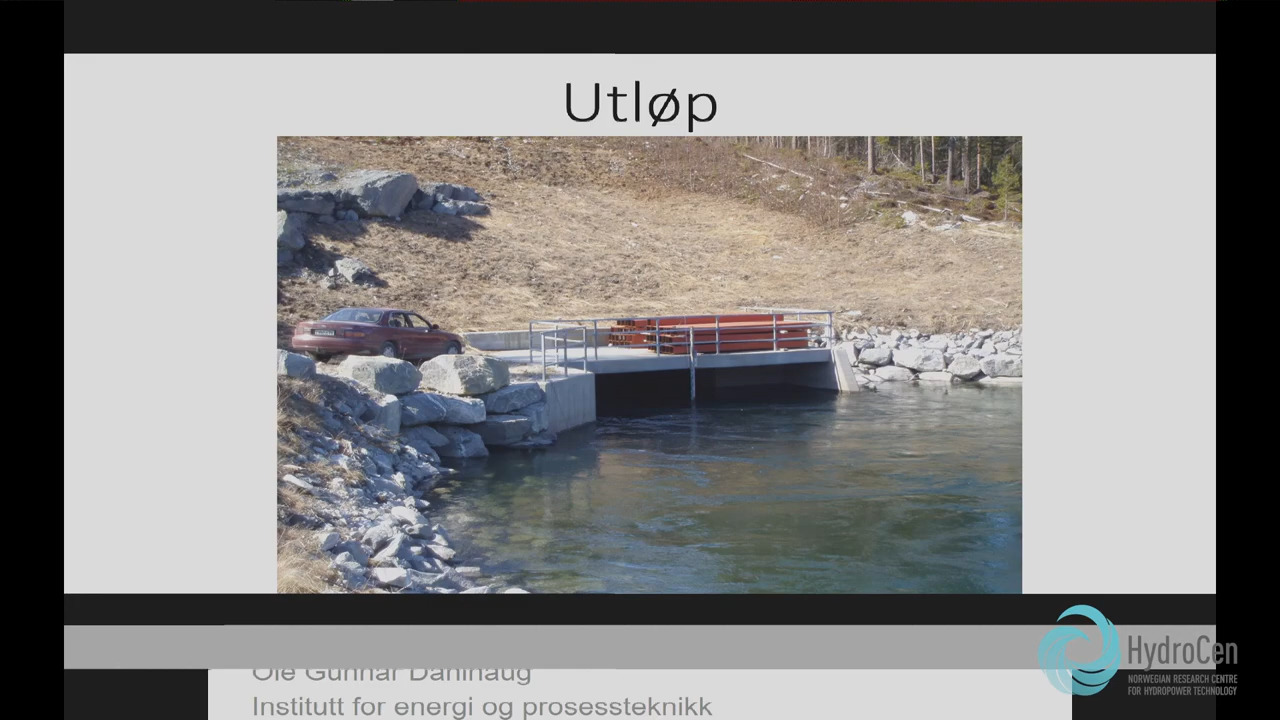 Utløp
Ole Gunnar Dahlhaug
Institutt for energi og prosessteknikk
HydroCen
NORWEGIAN RESEARCH CENTRE
FOR HYDROPOWER TECHNOLOGY